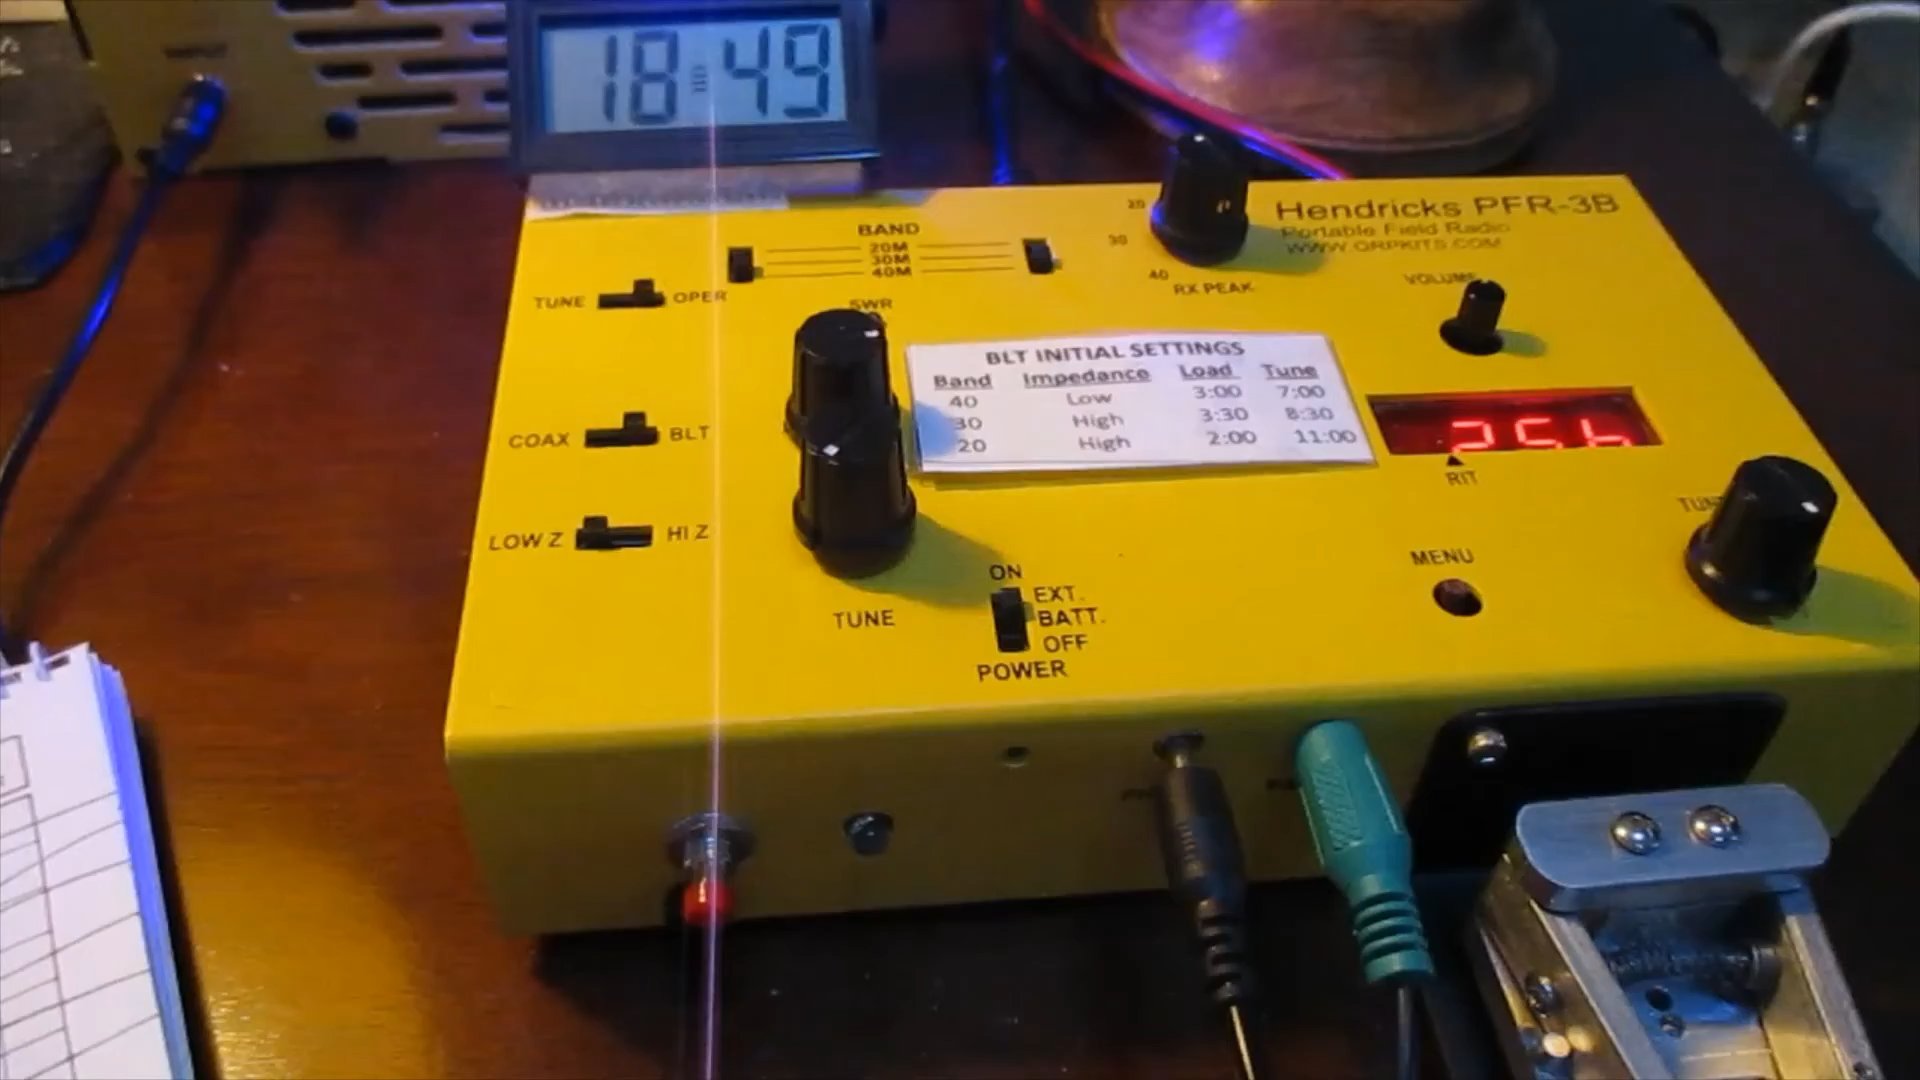 18:49
Hendricks PFR-3B
Portable Field Radio
WWW.QRPKITS.COM
BAND
20M
30M
40M
20
30
40
RX PEAK
VOLUME
TUNE OPER
SWR
BLT INITIAL SETTINGS
Band Impedance Load Tune
40 Low 3:00 7:00
30 High 3:30 8:30
20 High 2:00 11:00
COAX BLT
RIT
LOW Z HI Z
TUNE
MENU
ON
EXT.
BATT.
OFF
POWER
TUNE